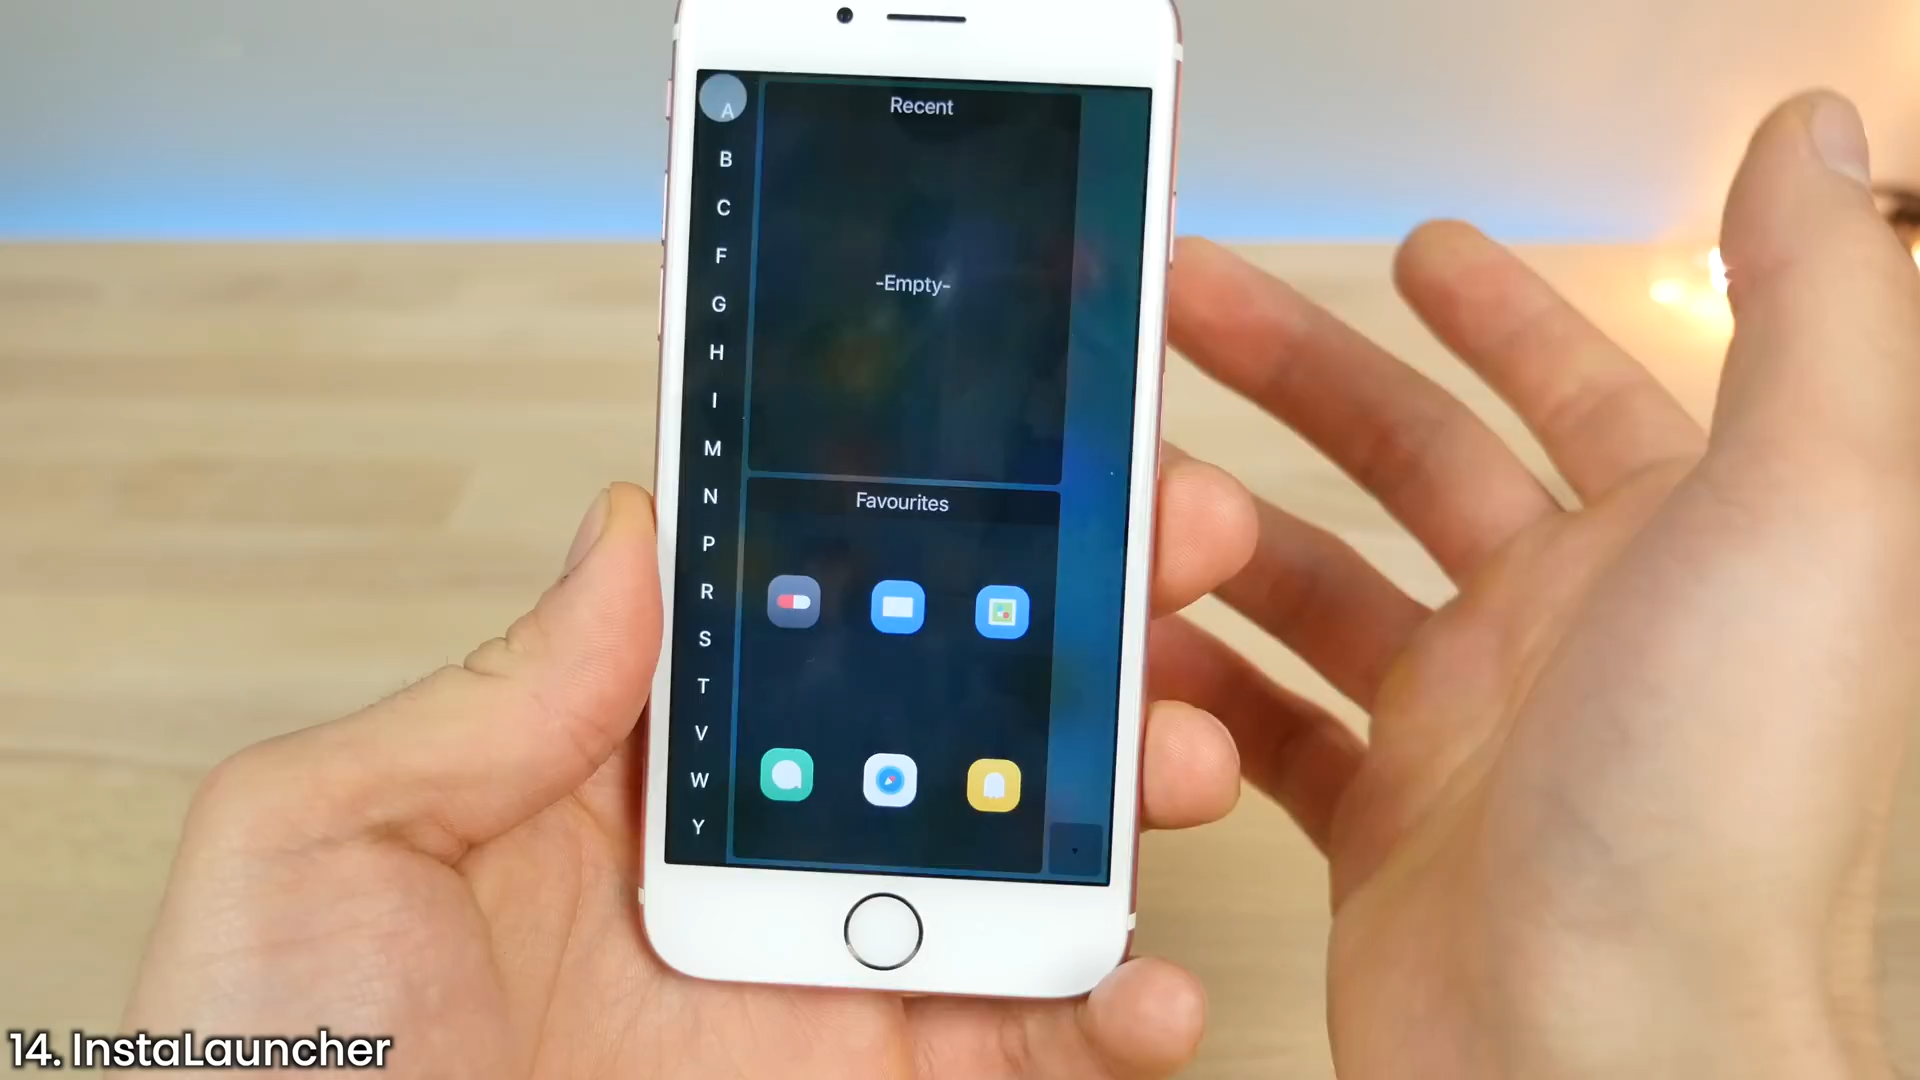 A
B
C
F
G
H
I
M
N
P
R
S
T
V
W
Y
Recent
-Empty-
Favourites
14. InstaLauncher